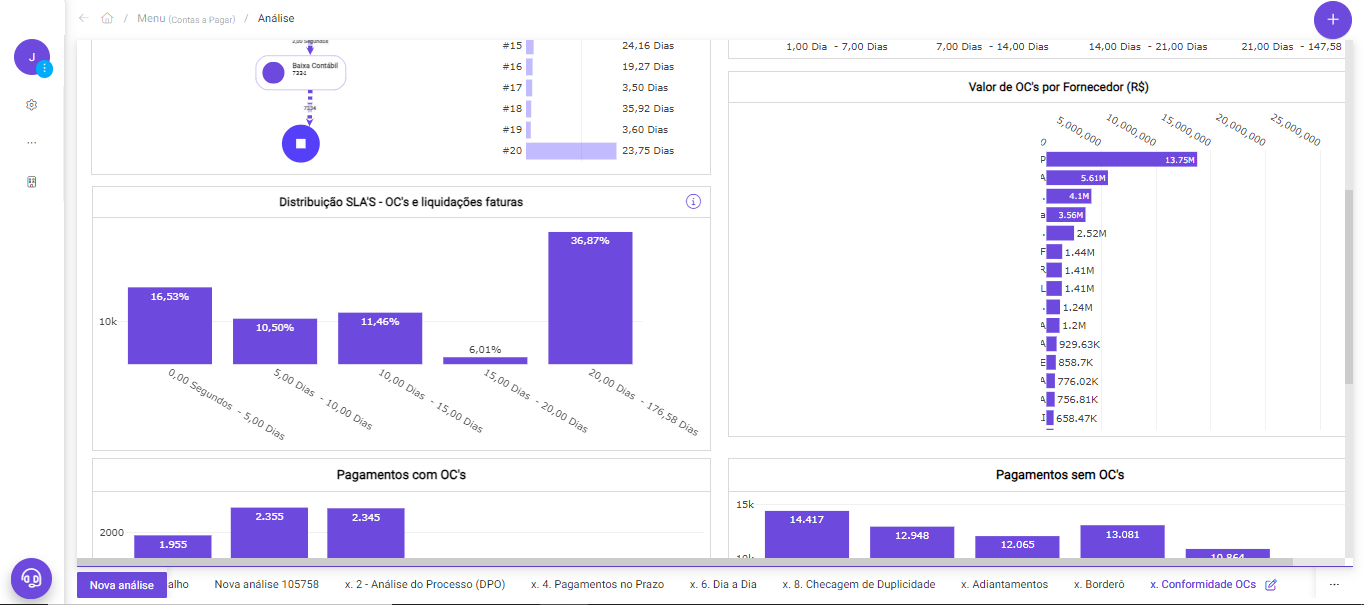 ← / Menu (Contas a Pagar) / Análise
+
J
2,00 Segundos
Baixa Contábil
7334
7334
#15 24,16 Dias
#16 19,27 Dias
#17 3,50 Dias
#18 35,92 Dias
#19 3,60 Dias
#20 23,75 Dias
1,00 Dia - 7,00 Dias 7,00 Dias - 14,00 Dias 14,00 Dias - 21,00 Dias 21,00 Dias - 147,58
Valor de OC's por Fornecedor (R$)
0 5,000,000 10,000,000 15,000,000 20,000,000 25,000,000
P 13.75M
A 5.61M
. 4.1M
a 3.56M
. 2.52M
F 1.44M
R 1.41M
L 1.41M
. 1.24M
A 1.2M
A 929.63K
E 858.7K
A 776.02K
A 756.81K
I 658.47K
Distribuição SLA'S - OC's e liquidações faturas
10k
16,53%
10,50%
11,46%
6,01%
36,87%
0,00 Segundos - 5,00 Dias
5,00 Dias - 10,00 Dias
10,00 Dias - 15,00 Dias
15,00 Dias - 20,00 Dias
20,00 Dias - 176,58 Dias
Pagamentos com OC's
2000
1.955
2.355
2.345
Pagamentos sem OC's
15k
10k
14.417
12.948
12.065
13.081
10.864
Nova análise
alho Nova análise 105758 x. 2 - Análise do Processo (DPO) x. 4. Pagamentos no Prazo x. 6. Dia a Dia x. 8. Checagem de Duplicidade x. Adiantamentos x. Borderô x. Conformidade OCs ...